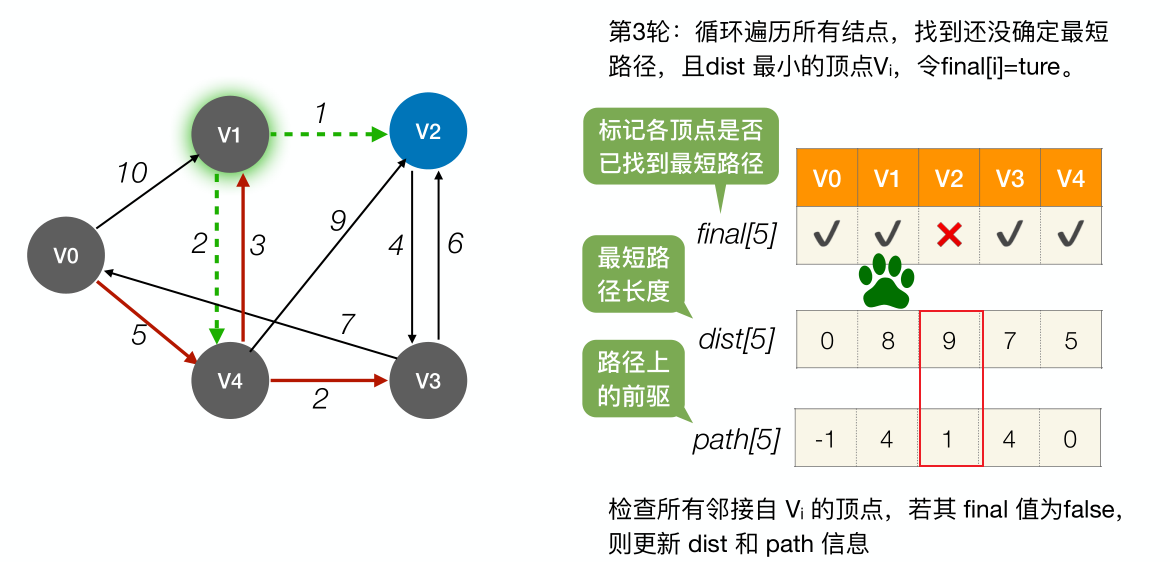 第3轮：循环遍历所有结点，找到还没确定最短
路径，且dist 最小的顶点Vᵢ，令final[i]=ture。
标记各顶点是否
已找到最短路径
V0 V1 V2 V3 V4
final[5] ✓ ✓ ✕ ✓ ✓
最短路
径长度
dist[5] 0 8 9 7 5
路径上
的前驱
path[5] -1 4 1 4 0
检查所有邻接自 Vᵢ 的顶点，若其 final 值为false，
则更新 dist 和 path 信息
V1
1
V2
10
2
3
9
4
6
V0
5
7
V4
2
V3